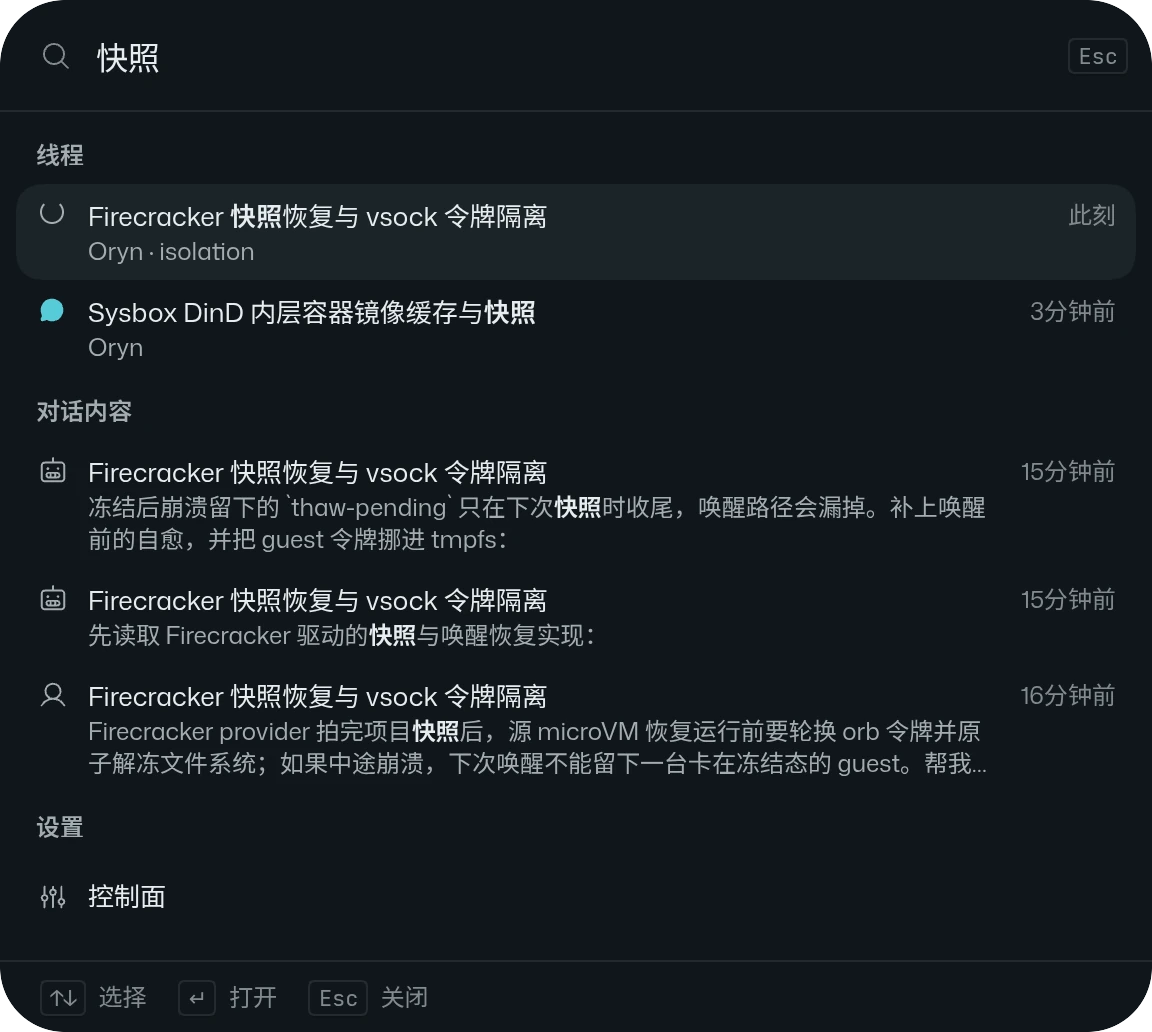 快照
Esc
线程
Firecracker 快照恢复与 vsock 令牌隔离
此刻
Oryn · isolation
Sysbox DinD 内层容器镜像缓存与快照
3分钟前
Oryn
对话内容
Firecracker 快照恢复与 vsock 令牌隔离
15分钟前
冻结后崩溃留下的 `thaw-pending` 只在下次快照时收尾，唤醒路径会漏掉。补上唤醒
前的自愈，并把 guest 令牌挪进 tmpfs：
Firecracker 快照恢复与 vsock 令牌隔离
15分钟前
先读取 Firecracker 驱动的快照与唤醒恢复实现：
Firecracker 快照恢复与 vsock 令牌隔离
16分钟前
Firecracker provider 拍完项目快照后，源 microVM 恢复运行前要轮换 orb 令牌并原
子解冻文件系统；如果中途崩溃，下次唤醒不能留下一台卡在冻结态的 guest。帮我...
设置
控制面
↑↓ 选择 ↵ 打开 Esc 关闭